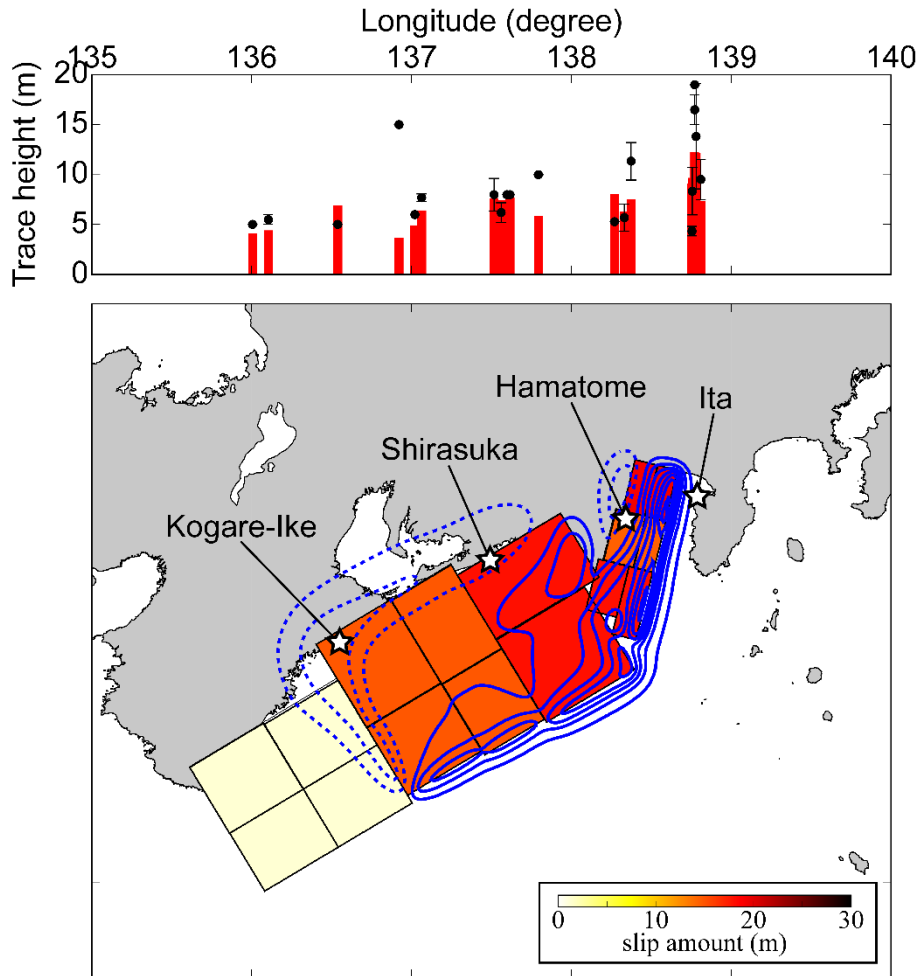 Longitude (degree)
135 136 137 138 139 140
Trace height (m)
20
15
10
5
0
Hamatome
Ita
Shirasuka
Kogare-Ike
0 10 20 30
slip amount (m)